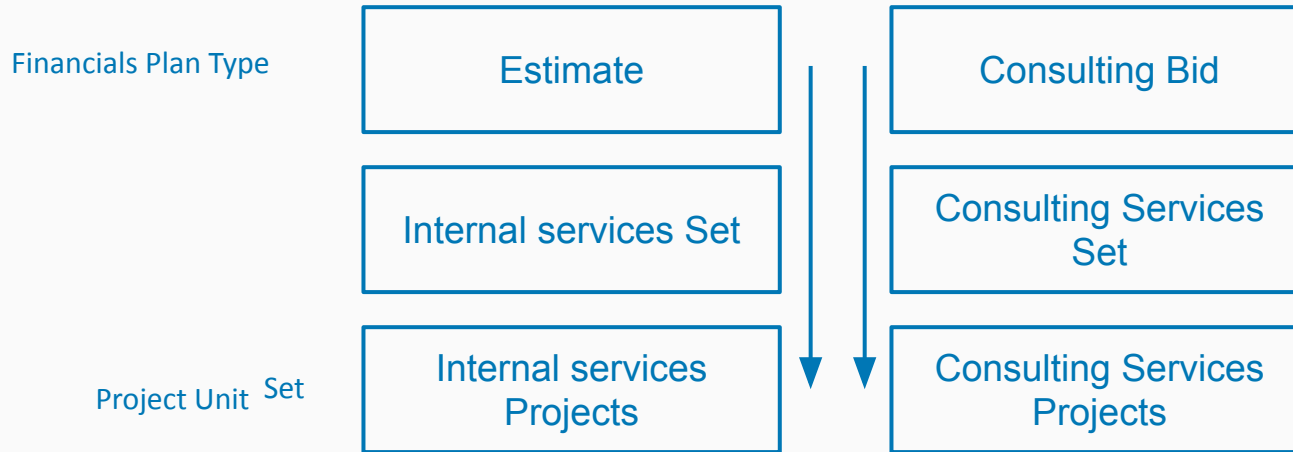 Financials Plan Type
Estimate
Consulting Bid
Internal services Set
Consulting Services
Set
Project Unit Set
Internal services
Projects
Consulting Services
Projects